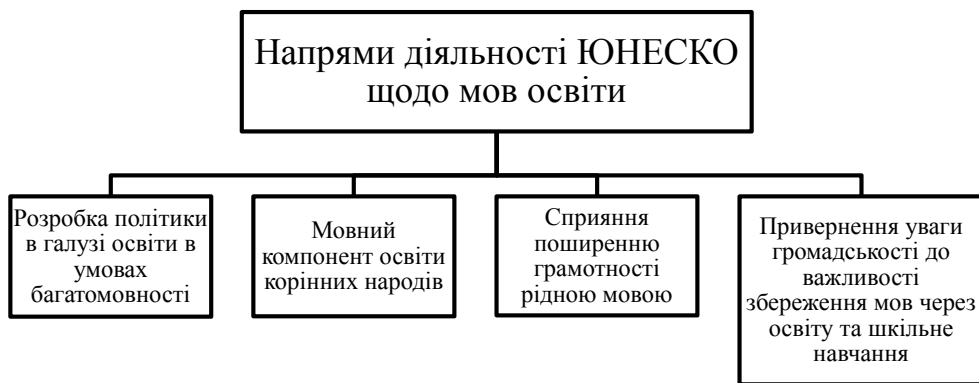 Напрями діяльності ЮНЕСКО
щодо мов освіти
Розробка політики
в галузі освіти в
умовах
багатомовності
Мовний
компонент освіти
корінних народів
Сприяння
поширенню
грамотності
рідною мовою
Привернення уваги
громадськості до
важливості
збереження мов через
освіту та шкільне
навчання